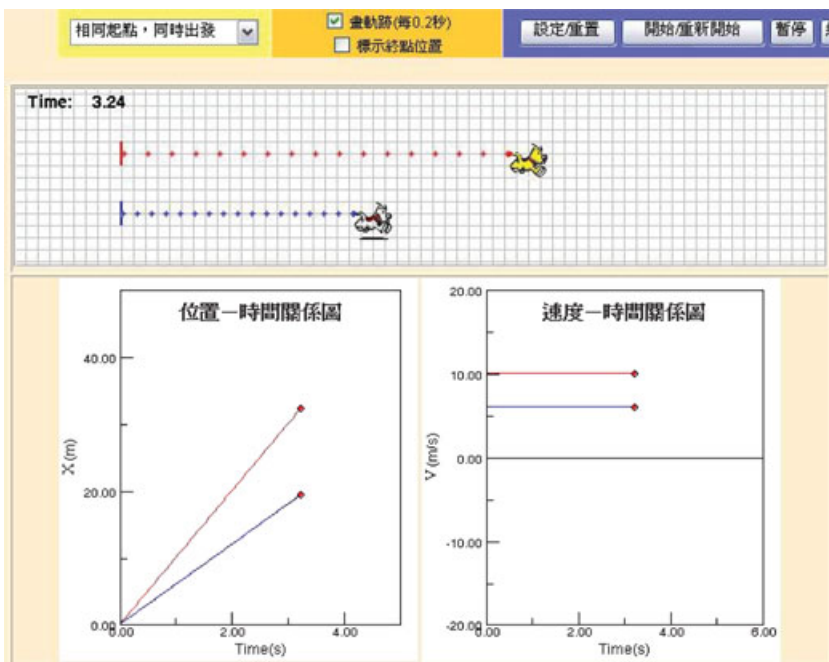 相同起點，同時出發
畫軌跡(每0.2秒)
標示終點位置
設定/重置
開始/重新開始
暫停
Time: 3.24
位置－時間關係圖
40.00
20.00
0.00
X (m)
0.00 2.00 4.00
Time(s)
速度－時間關係圖
20.00
10.00
0.00
-10.00
-20.00
V (m/s)
0.00 2.00 4.00 6.00
Time(s)